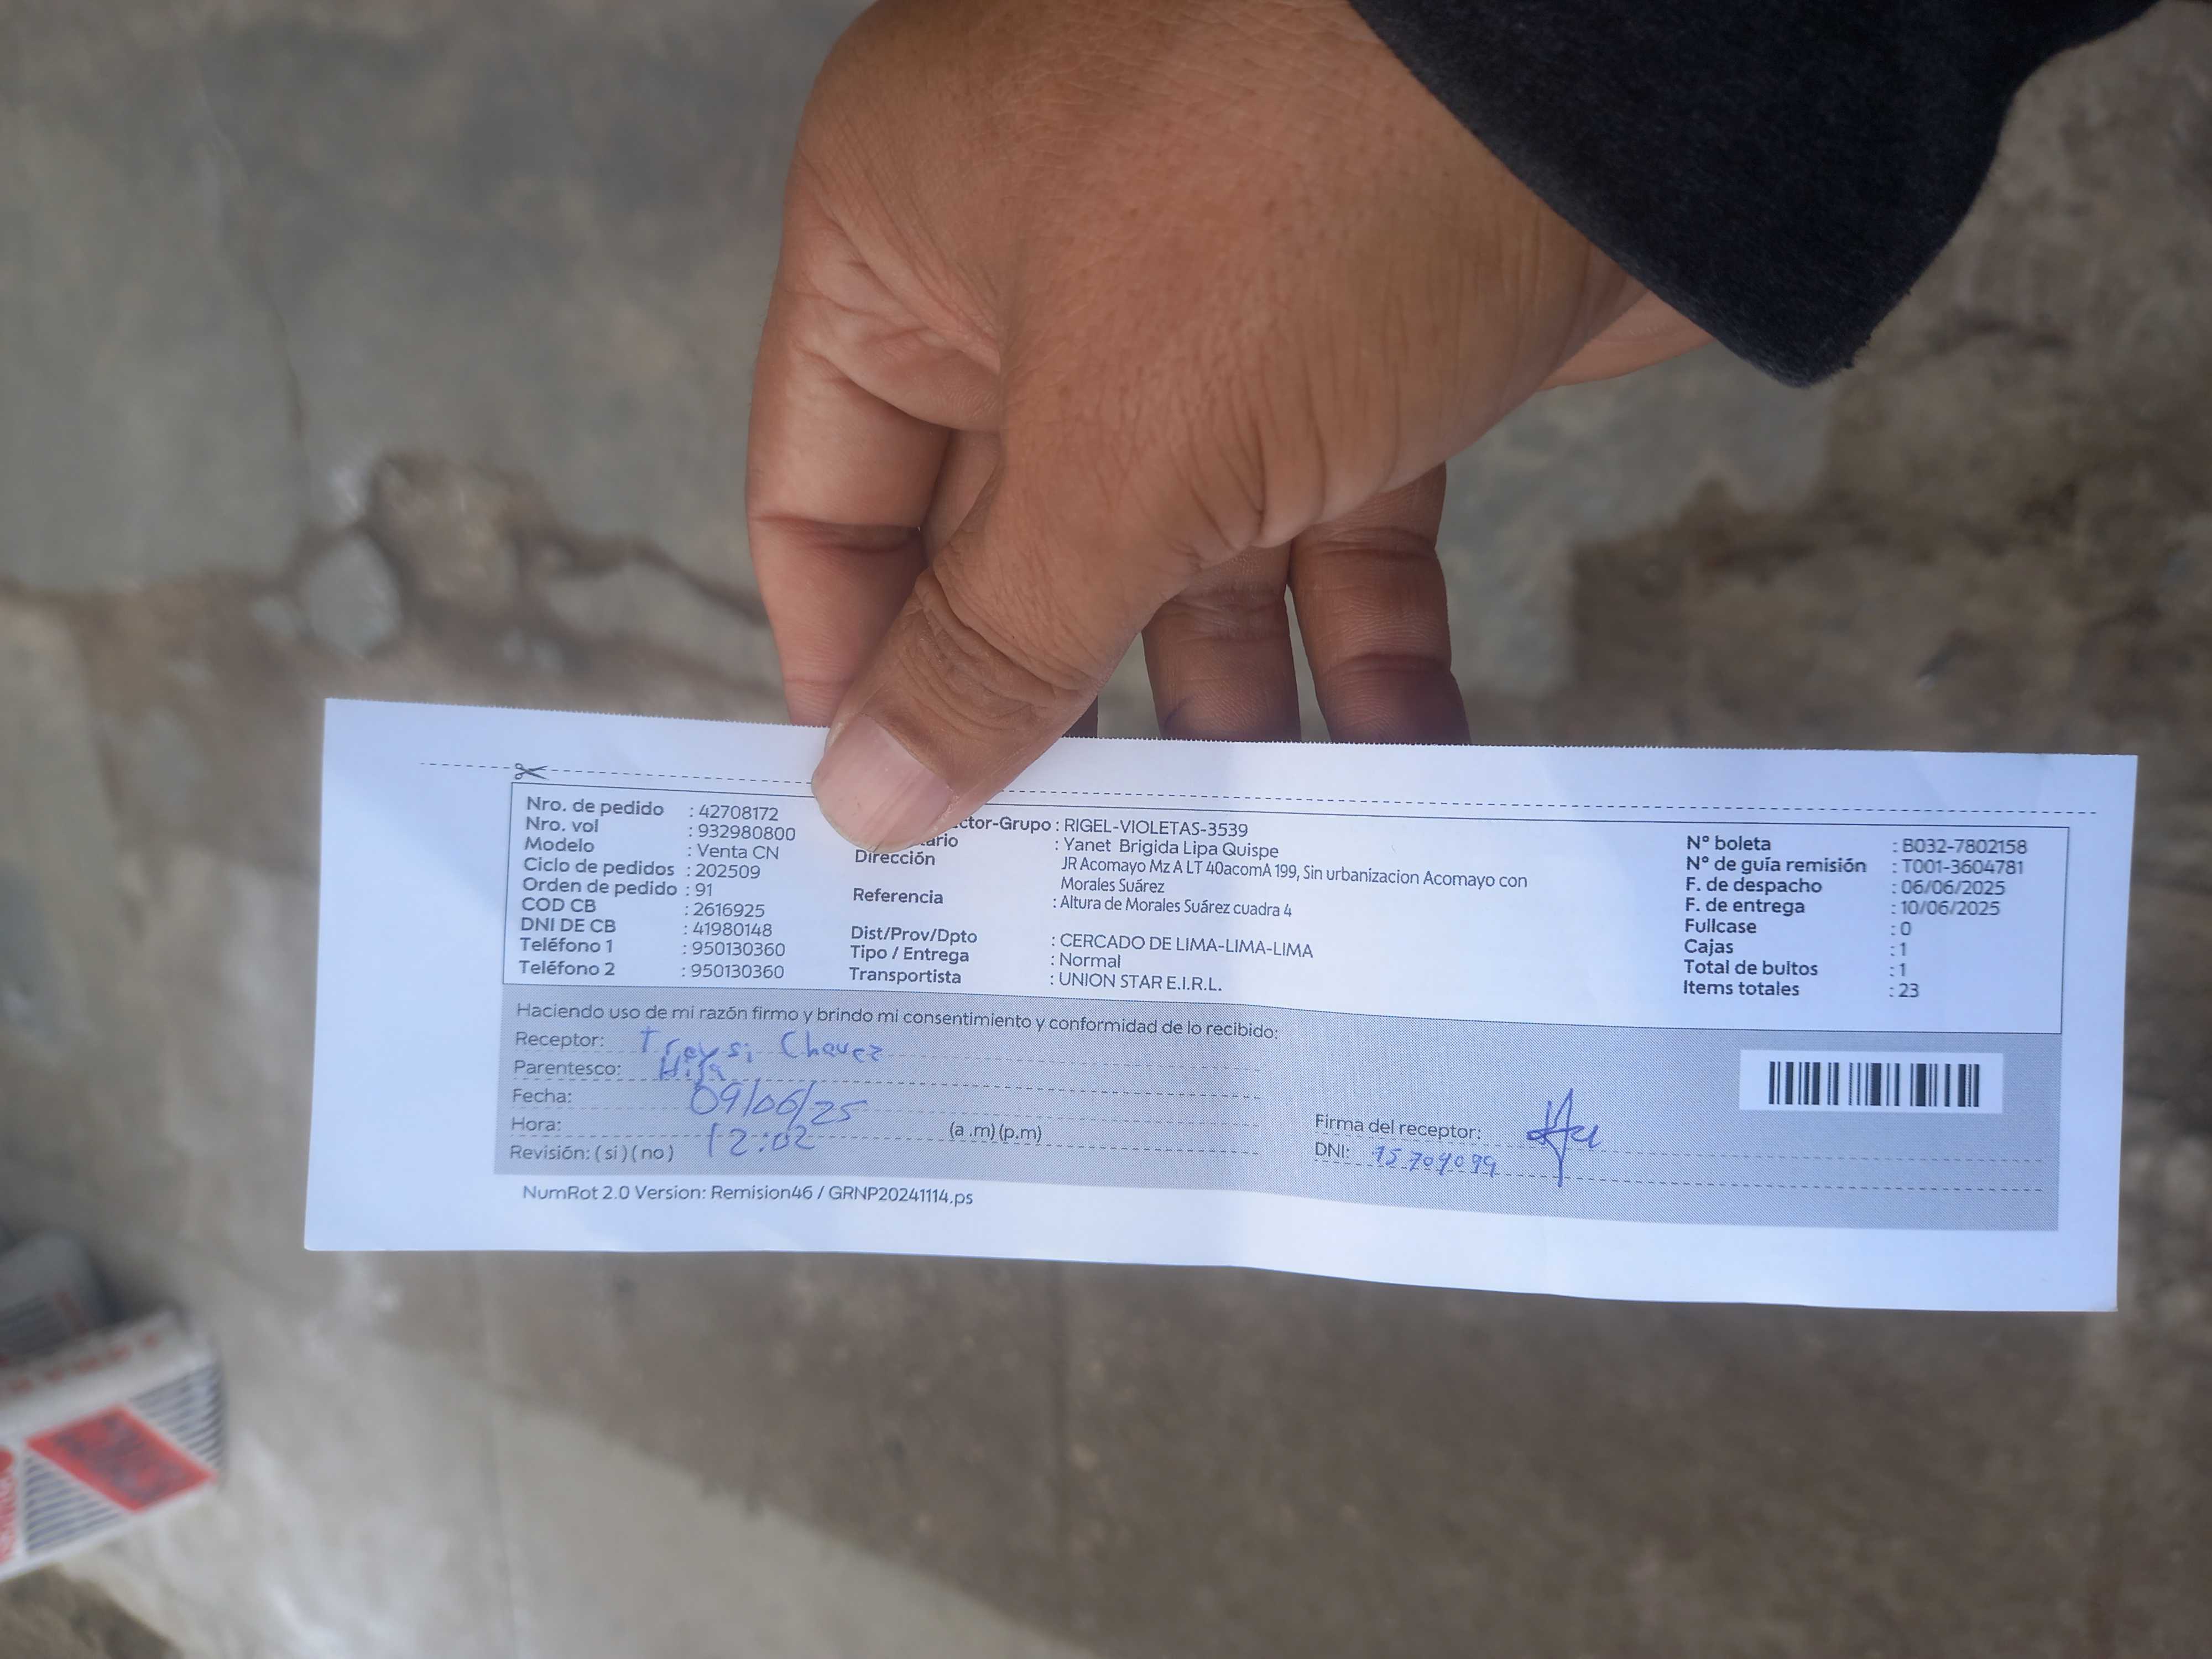 Nro. de pedido : 42708172
Nro. vol : 932980800
Modelo : Venta CN
Ciclo de pedidos : 202509
Orden de pedido : 91
COD CB : 2616925
DNI DE CB : 41980148
Teléfono 1 : 950130360
Teléfono 2 : 950130360
ctor-Grupo : RIGEL-VIOLETAS-3539
ario : Yanet Brigida Lipa Quispe
Dirección JR Acomayo Mz A LT 40acomA 199, Sin urbanizacion Acomayo con
Morales Suárez
Referencia : Altura de Morales Suárez cuadra 4
Dist/Prov/Dpto : CERCADO DE LIMA-LIMA-LIMA
Tipo / Entrega : Normal
Transportista : UNION STAR E.I.R.L.
N° boleta : B032-7802158
N° de guía remisión : T001-3604781
F. de despacho : 06/06/2025
F. de entrega : 10/06/2025
Fullcase : 0
Cajas : 1
Total de bultos : 1
Items totales : 23
Haciendo uso de mi razón firmo y brindo mi consentimiento y conformidad de lo recibido:
Receptor: Chavez
Parentesco: Hija
Fecha: 09/06/25
Hora: 12:02 (a .m) (p.m)
Revisión: ( si ) ( no )
Firma del receptor:
DNI:
NumRot 2.0 Version: Remision46 / GRNP20241114.ps